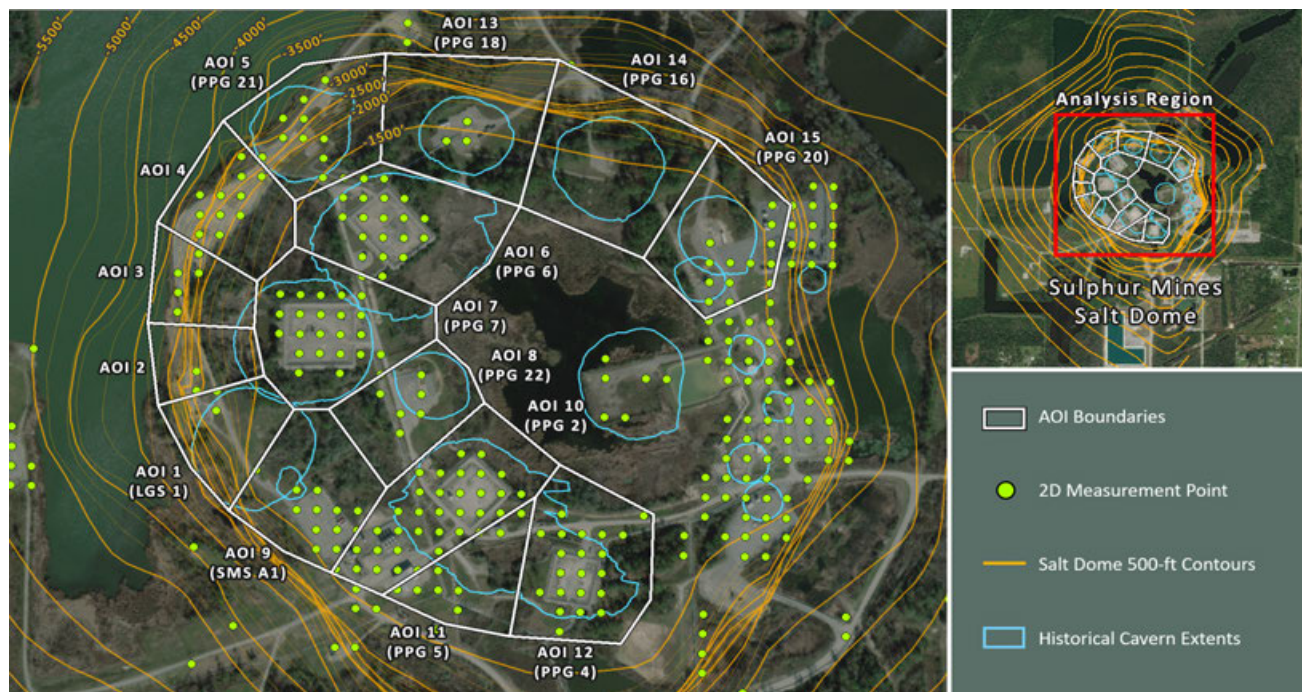 -5500'
-5000'
-4500'
-4000'
-3500'
-3000'
-2500'
-2000'
-1500'
AOI 13
(PPG 18)
AOI 5
(PPG 21)
AOI 14
(PPG 16)
AOI 15
(PPG 20)
AOI 4
AOI 3
AOI 2
AOI 6
(PPG 6)
AOI 7
(PPG 7)
AOI 8
(PPG 22)
AOI 10
(PPG 2)
AOI 1
(LGS 1)
AOI 9
(SMS A1)
AOI 11
(PPG 5)
AOI 12
(PPG 4)
Analysis Region
Sulphur Mines
Salt Dome
AOI Boundaries
2D Measurement Point
Salt Dome 500-ft Contours
Historical Cavern Extents